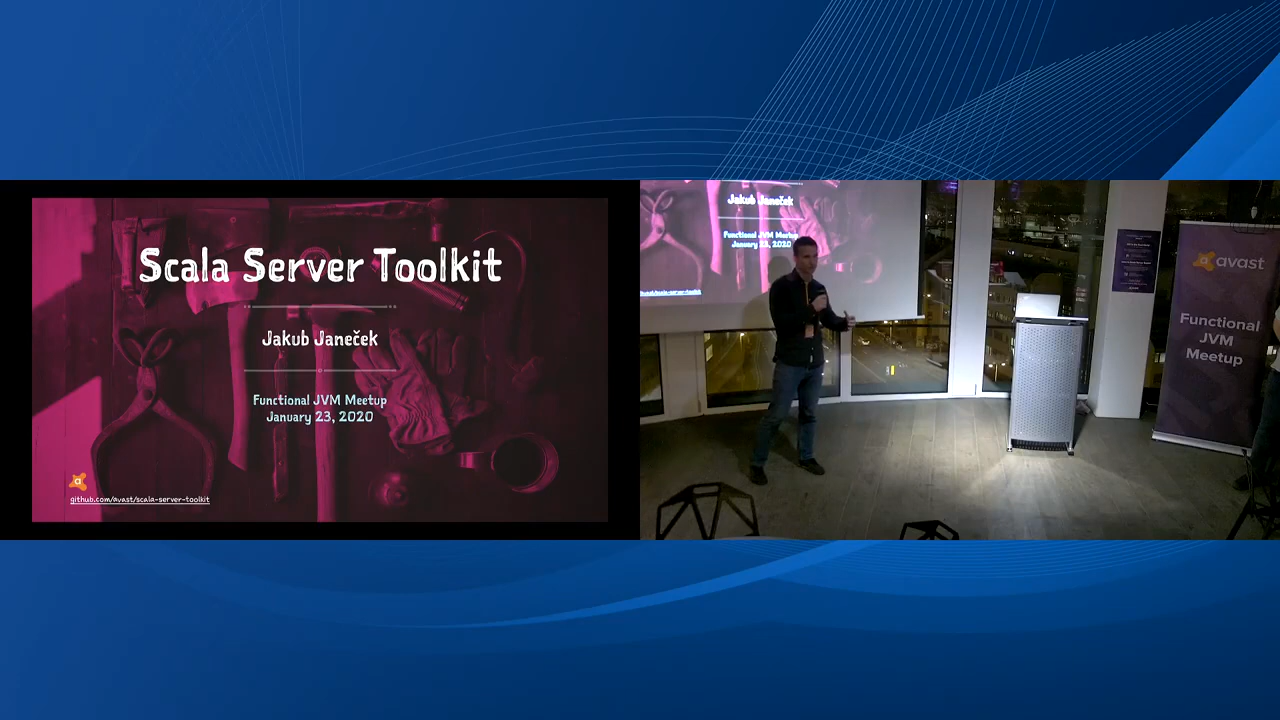 Scala Server Toolkit
Jakub Janeček
Functional JVM Meetup
January 23, 2020
github.com/avast/scala-server-toolkit
Jakub Janeček
Functional JVM Meetup
January 23, 2020
avast
Functional
JVM
Meetup